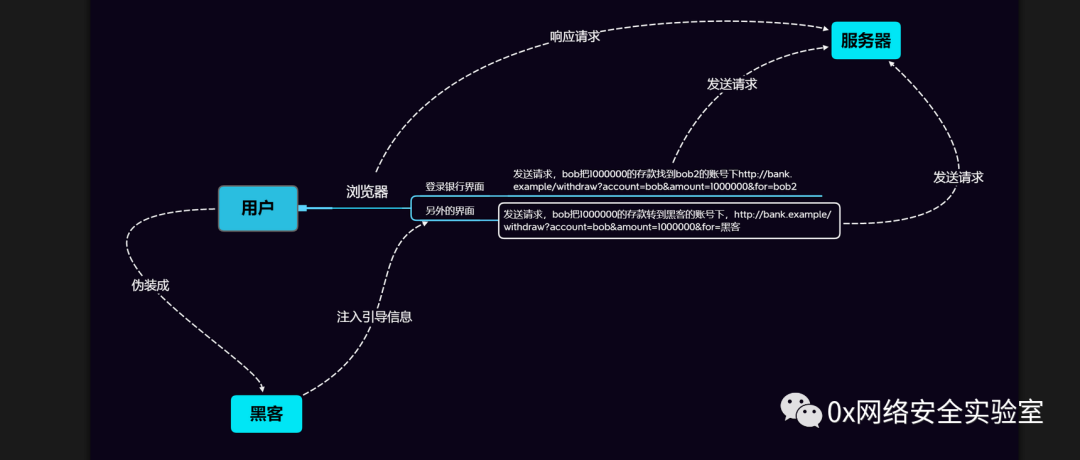 响应请求
服务器
发送请求
发送请求，bob把1000000的存款找到bob2的账号下http://bank.
example/withdraw?account=bob&amount=1000000&for=bob2
登录银行界面
浏览器
用户
另外的界面
发送请求，bob把1000000的存款转到黑客的账号下，http://bank.example/
withdraw?account=bob&amount=1000000&for=黑客
发送请求
伪装成
注入引导信息
黑客
0x网络安全实验室